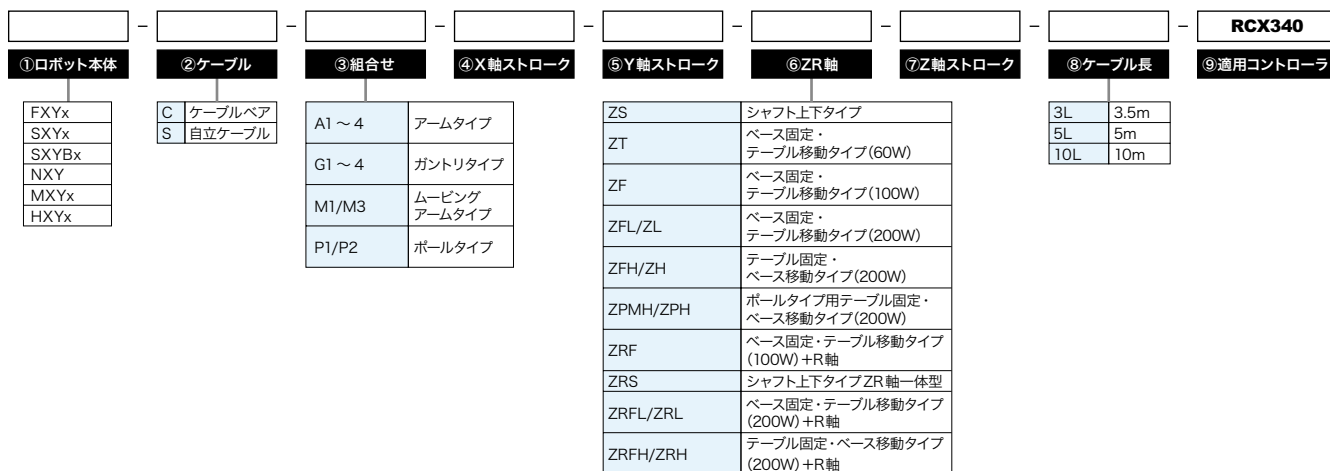 - - - - - - - - RCX340
①ロボット本体 ②ケーブル ③組合せ ④X軸ストローク ⑤Y軸ストローク ⑥ZR軸 ⑦Z軸ストローク ⑧ケーブル長 ⑨適用コントローラ
FXYx
SXYx
SXYBx
NXY
MXYx
HXYx
C ケーブルベア
S 自立ケーブル
A1～4 アームタイプ
G1～4 ガントリタイプ
M1/M3 ムービング
アームタイプ
P1/P2 ポールタイプ
ZS シャフト上下タイプ
ZT ベース固定・
テーブル移動タイプ(60W)
ZF ベース固定・
テーブル移動タイプ(100W)
ZFL/ZL ベース固定・
テーブル移動タイプ(200W)
ZFH/ZH テーブル固定・
ベース移動タイプ(200W)
ZPMH/ZPH ポールタイプ用テーブル固定・
ベース移動タイプ(200W)
ZRF ベース固定・テーブル移動タイプ
(100W)+R軸
ZRS シャフト上下タイプZR軸一体型
ZRFL/ZRL ベース固定・テーブル移動タイプ
(200W)+R軸
ZRFH/ZRH テーブル固定・ベース移動タイプ
(200W)+R軸
3L 3.5m
5L 5m
10L 10m